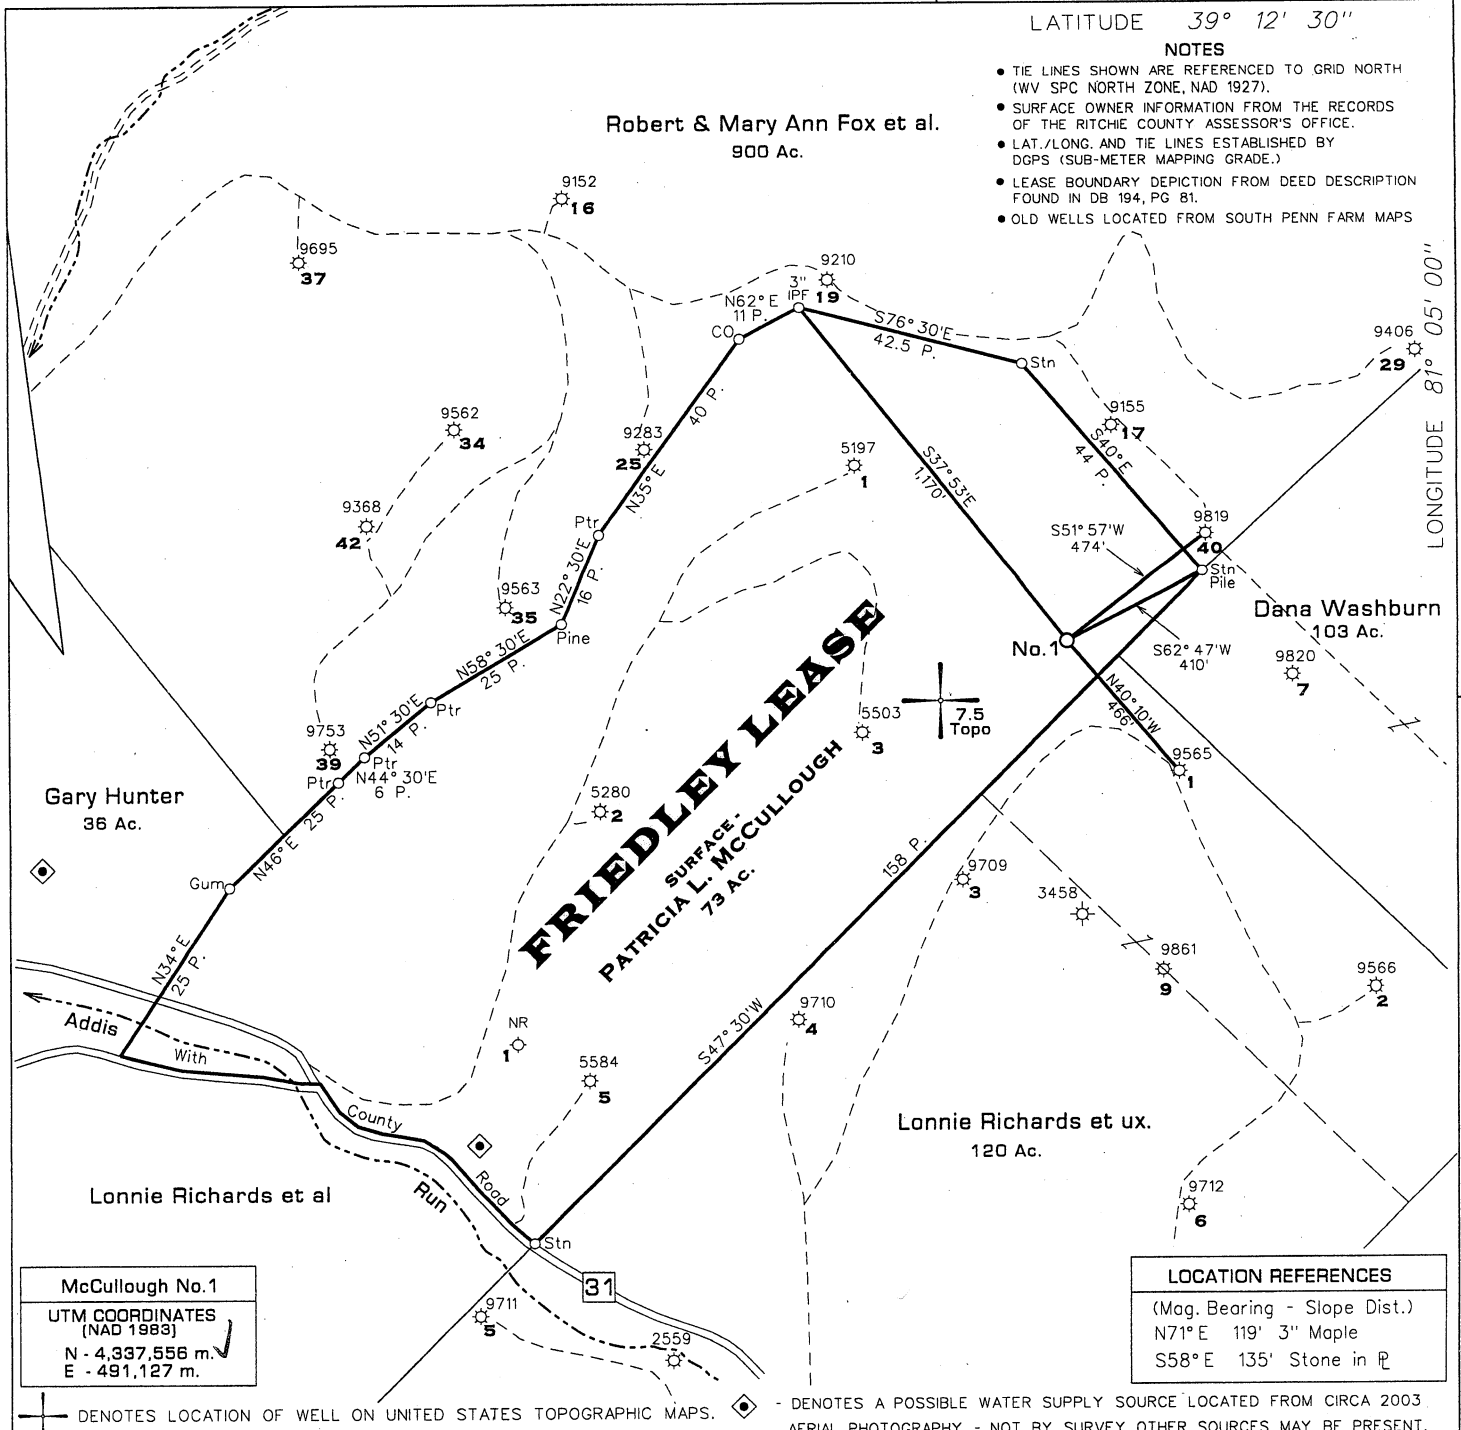 LATITUDE 39° 12' 30"
NOTES
• TIE LINES SHOWN ARE REFERENCED TO GRID NORTH
(WV SPC NORTH ZONE, NAD 1927).
• SURFACE OWNER INFORMATION FROM THE RECORDS
OF THE RITCHIE COUNTY ASSESSOR'S OFFICE.
• LAT./LONG. AND TIE LINES ESTABLISHED BY
DGPS (SUB-METER MAPPING GRADE.)
• LEASE BOUNDARY DEPICTION FROM DEED DESCRIPTION
FOUND IN DB 194, PG 81.
• OLD WELLS LOCATED FROM SOUTH PENN FARM MAPS
LONGITUDE 81° 05' 00"
Robert & Mary Ann Fox et al.
900 Ac.
9152
16
9695
37
9210
19
3"
IPF
N62°E
11 P.
CO
S76°30'E
42.5 P.
Stn
9406
29
9562
34
9283
25
40 P.
N35°E
5197
1
S37°53'E
1,170'
9155
17
S40°E
44 P.
9368
42
Ptr
N22°30'E
16 P.
S51°57'W
474'
9819
40
Stn
Pile
9563
35
Pine
N58°30'E
25 P.
Dana Washburn
103 Ac.
No.1
S62°47'W
410'
9820
7
N40°10'W
466'
7.5
Topo
5503
3
9753
39
N51°30'E
14 P.
Ptr
Ptr
Ptr
N44°30'E
6 P.
9565
1
Gary Hunter
36 Ac.
5280
2
FRIEDLEY LEASE
SURFACE -
PATRICIA L. MCCULLOUGH
73 Ac.
N46°E
25 P.
Gum
158 P.
9709
3
3458
9861
9
9566
2
N34°E
25 P.
S47°30'W
9710
4
Addis
With
NR
1
5584
5
County
Road
Run
Lonnie Richards et ux.
120 Ac.
Lonnie Richards et al
9712
6
Stn
31
9711
5
2559
McCullough No.1
UTM COORDINATES
(NAD 1983)
N - 4,337,556 m.
E - 491,127 m.
LOCATION REFERENCES
(Mag. Bearing - Slope Dist.)
N71°E 119' 3" Maple
S58°E 135' Stone in ⅊
DENOTES LOCATION OF WELL ON UNITED STATES TOPOGRAPHIC MAPS.
- DENOTES A POSSIBLE WATER SUPPLY SOURCE LOCATED FROM CIRCA 2003
AERIAL PHOTOGRAPHY - NOT BY SURVEY. OTHER SOURCES MAY BE PRESENT.